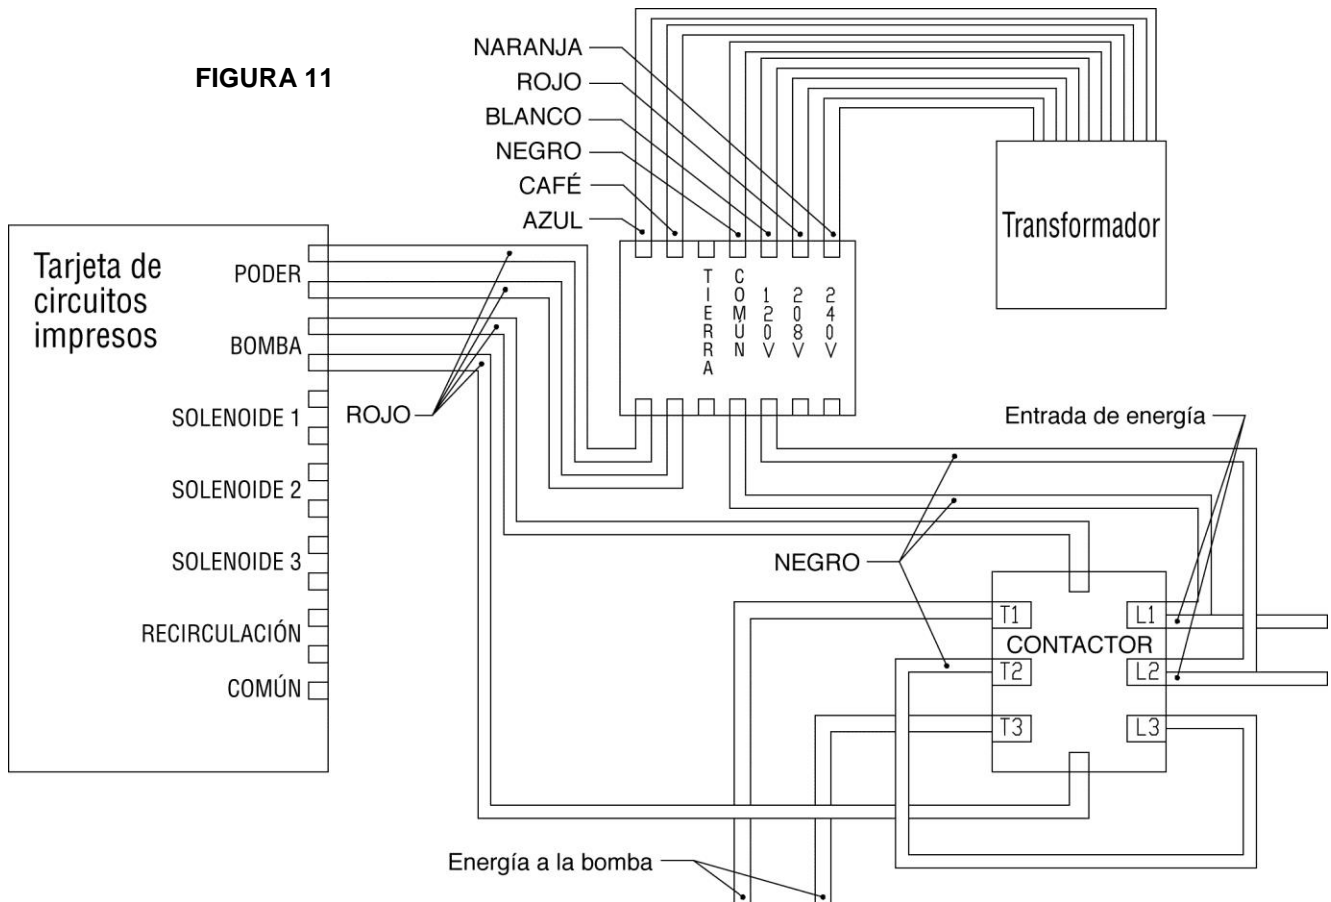 FIGURA 11
NARANJA
ROJO
BLANCO
NEGRO
CAFÉ
AZUL
Transformador
Tarjeta de
circuitos
impresos
PODER
BOMBA
SOLENOIDE 1
SOLENOIDE 2
SOLENOIDE 3
RECIRCULACIÓN
COMÚN
ROJO
TIERRA
COMÚN
120V
208V
240V
Entrada de energía
NEGRO
T1
L1
CONTACTOR
T2
L2
T3
L3
Energía a la bomba